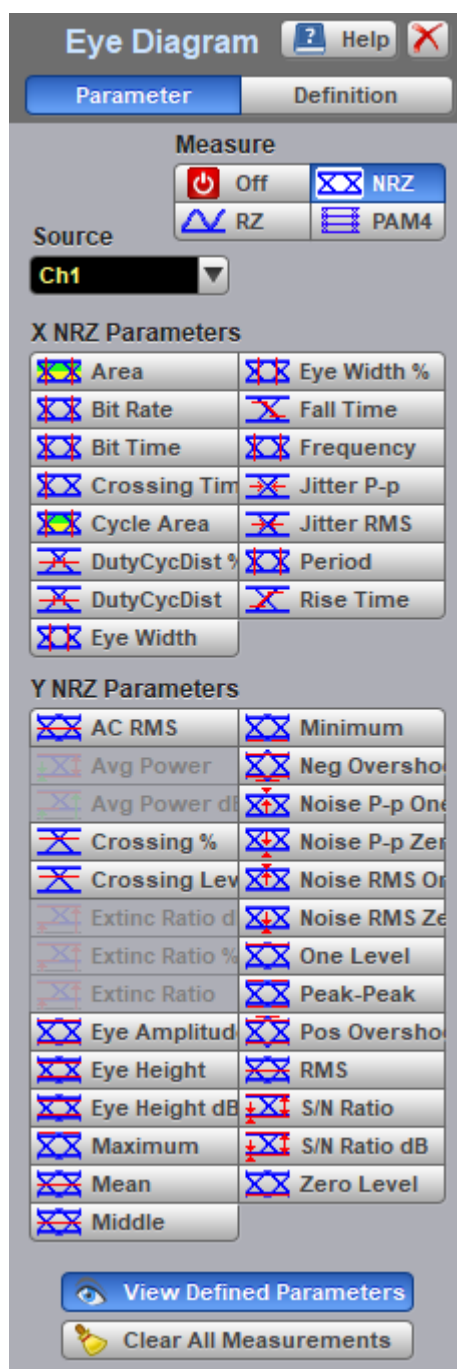 Eye Diagram Help
Parameter Definition
Measure
Off NRZ
RZ PAM4
Source
Ch1
X NRZ Parameters
Area Eye Width %
Bit Rate Fall Time
Bit Time Frequency
Crossing Tim Jitter P-p
Cycle Area Jitter RMS
DutyCycDist % Period
DutyCycDist Rise Time
Eye Width
Y NRZ Parameters
AC RMS Minimum
Avg Power Neg Oversho
Avg Power dB Noise P-p One
Crossing % Noise P-p Zer
Crossing Lev Noise RMS On
Extinc Ratio d Noise RMS Ze
Extinc Ratio % One Level
Extinc Ratio Peak-Peak
Eye Amplitud Pos Oversho
Eye Height RMS
Eye Height dB S/N Ratio
Maximum S/N Ratio dB
Mean Zero Level
Middle
View Defined Parameters
Clear All Measurements